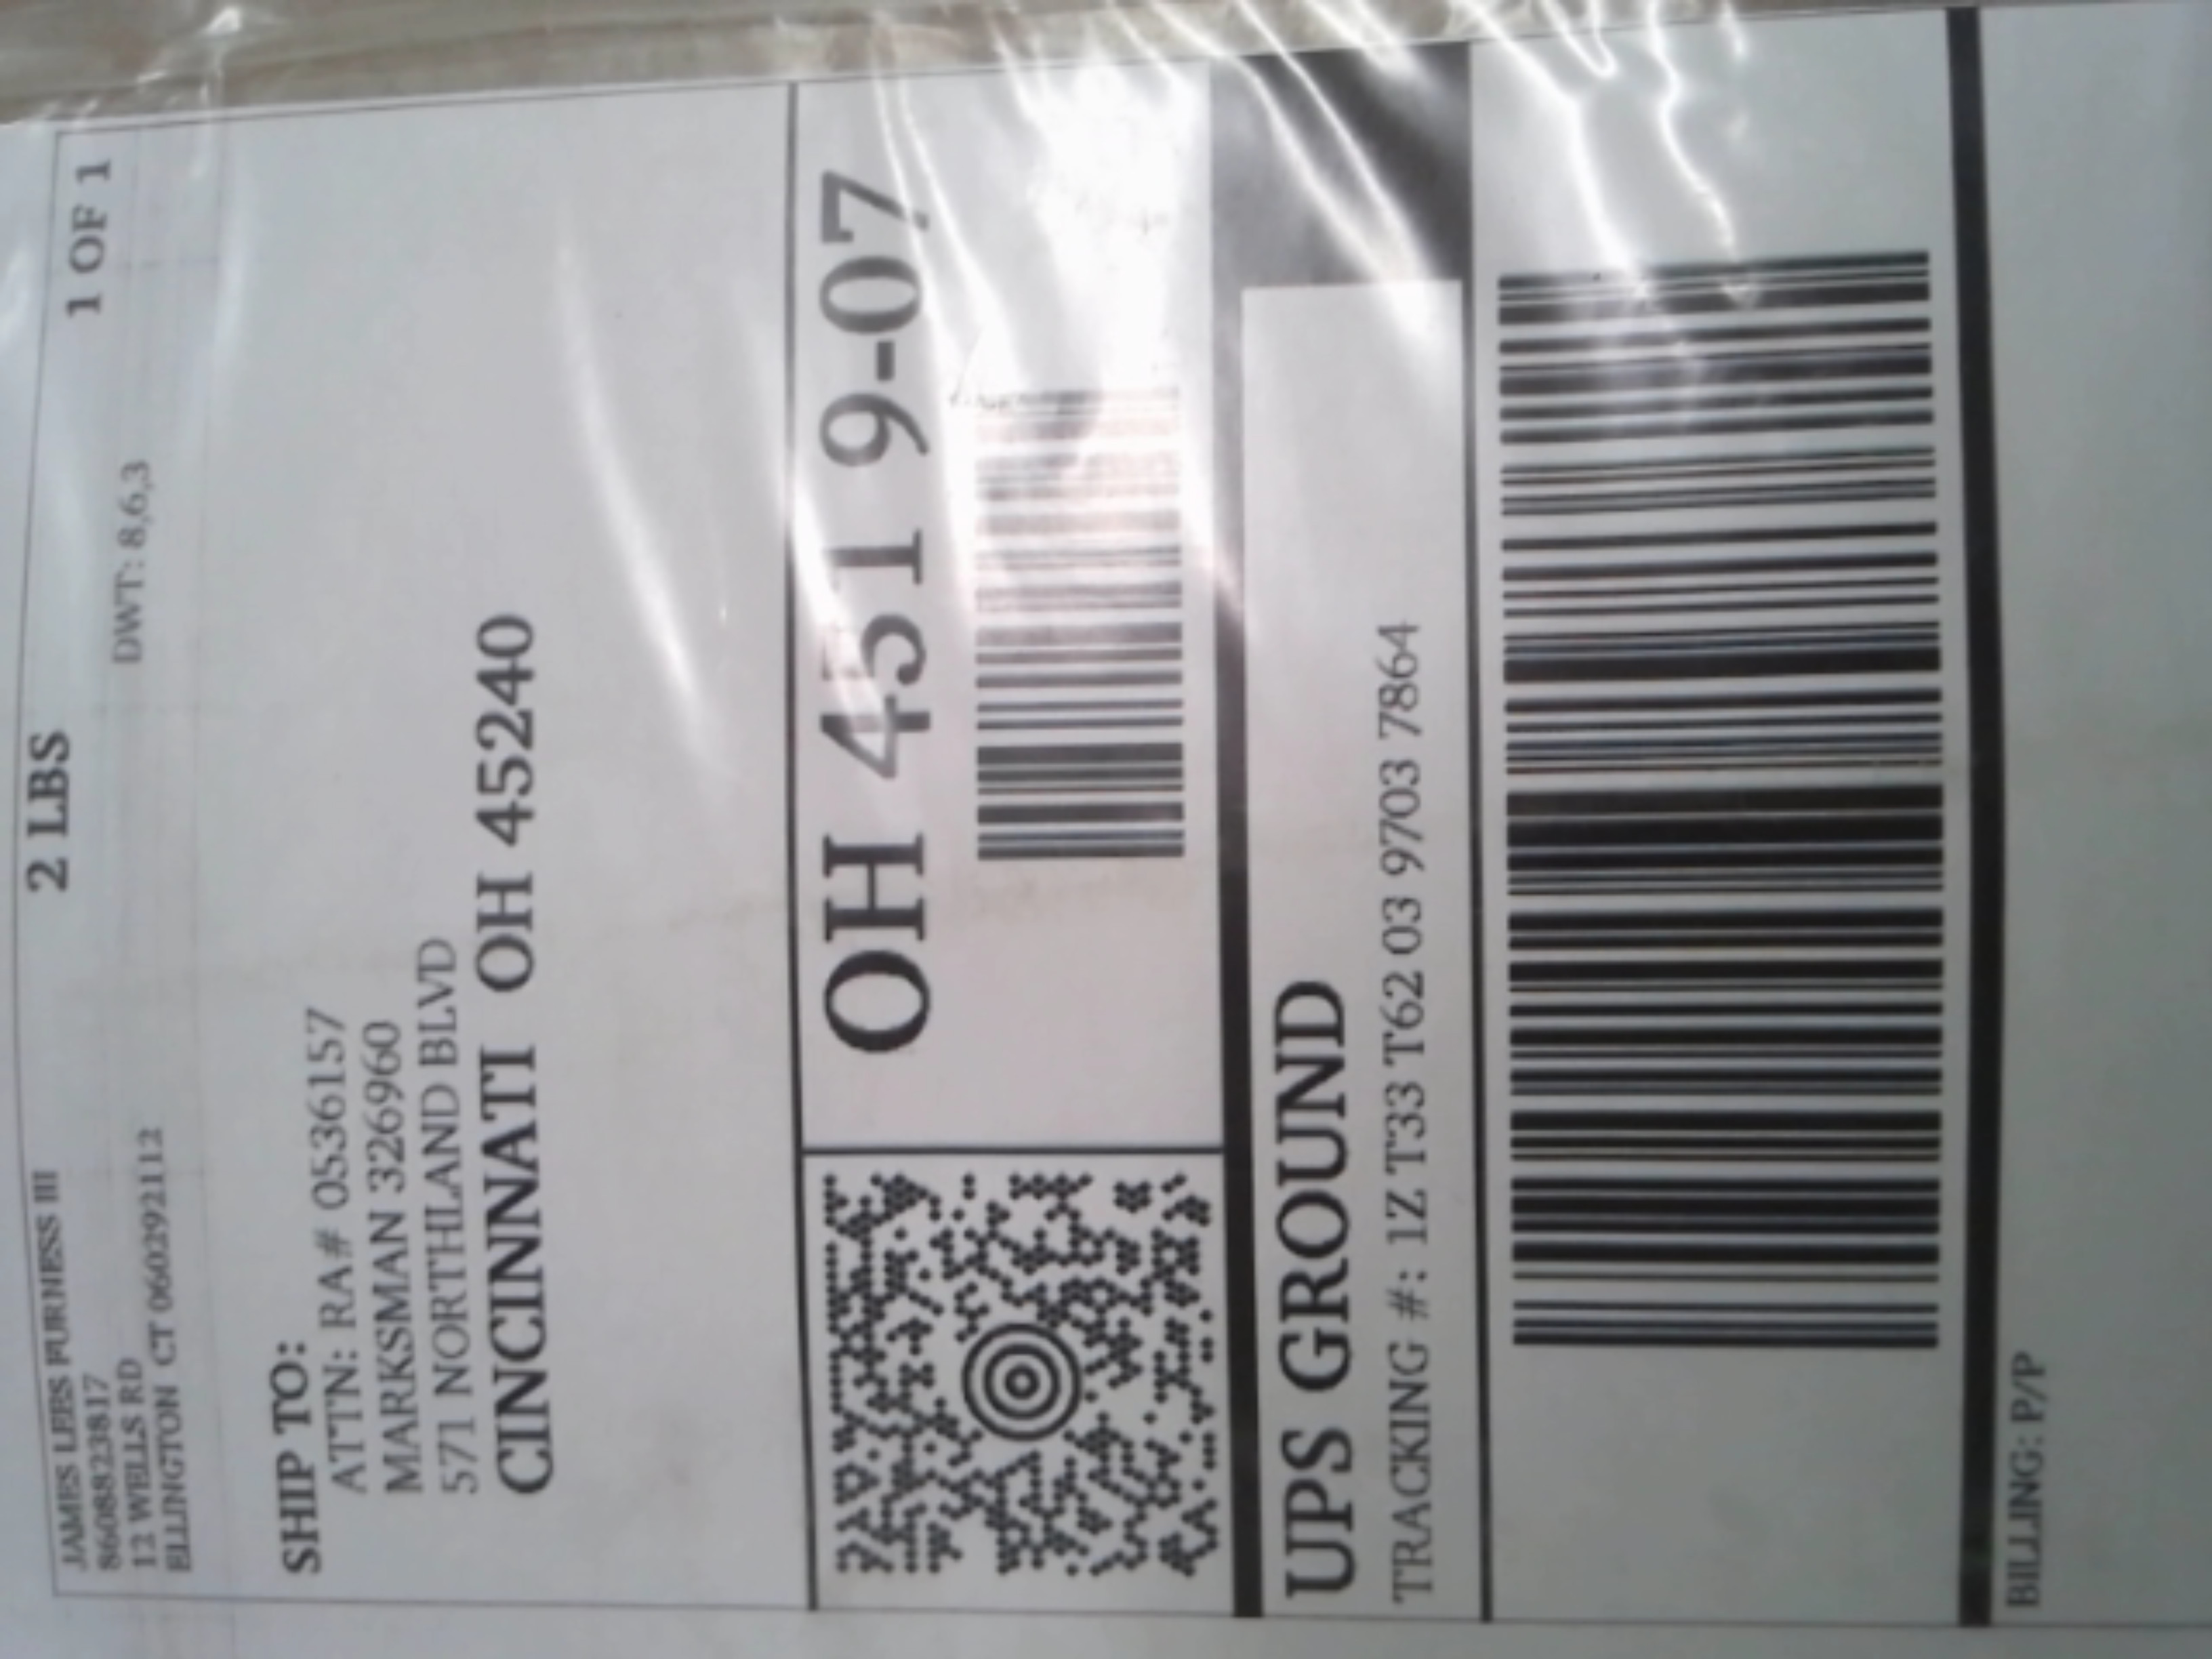 JAMES LEES FURNESS III
8608823817
12 WELLS RD
ELLINGTON CT 060292112
2 LBS
1 OF 1
DWT: 8,6,3
SHIP TO:
ATTN: RA# 0536157
MARKSMAN 326960
571 NORTHLAND BLVD
CINCINNATI OH 45240
OH 451 9-07
UPS GROUND
TRACKING #: 1Z T33 T62 03 9703 7864
BILLING: P/P